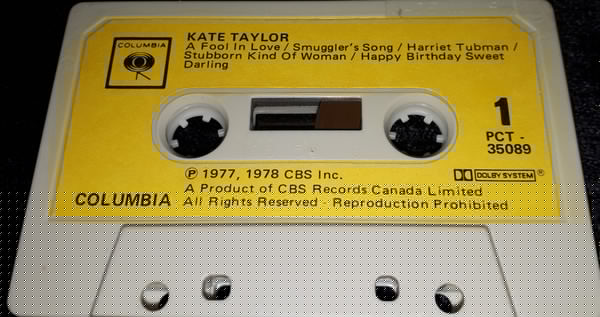 COLUMBIA
KATE TAYLOR
A Fool In Love / Smuggler's Song / Harriet Tubman /
Stubborn Kind Of Woman / Happy Birthday Sweet
Darling
1
PCT -
35089
℗ 1977, 1978 CBS Inc.
DOLBY SYSTEM ®
A Product of CBS Records Canada Limited
COLUMBIA All Rights Reserved - Reproduction Prohibited